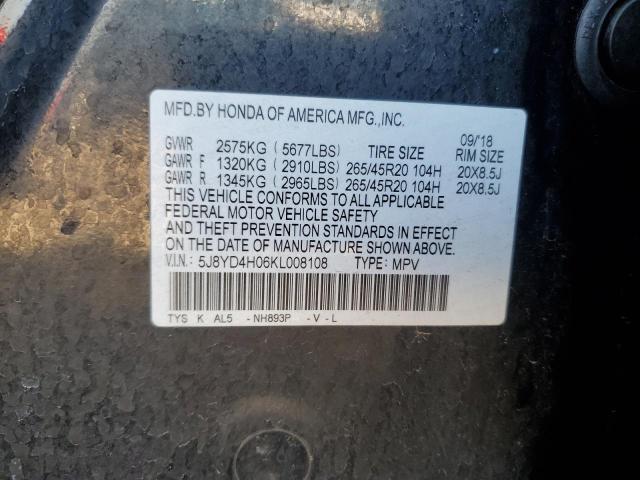 MFD.BY HONDA OF AMERICA MFG.,INC.
09/'18
GVWR 2575KG (5677LBS) TIRE SIZE RIM SIZE
GAWR F 1320KG (2910LBS) 265/45R20 104H 20X8.5J
GAWR R 1345KG (2965LBS) 265/45R20 104H 20X8.5J
THIS VEHICLE CONFORMS TO ALL APPLICABLE
FEDERAL MOTOR VEHICLE SAFETY
AND THEFT PREVENTION STANDARDS IN EFFECT
ON THE DATE OF MANUFACTURE SHOWN ABOVE.
V.I.N.: 5J8YD4H06KL008108 TYPE: MPV
TYS K AL5 - NH893P - V - L